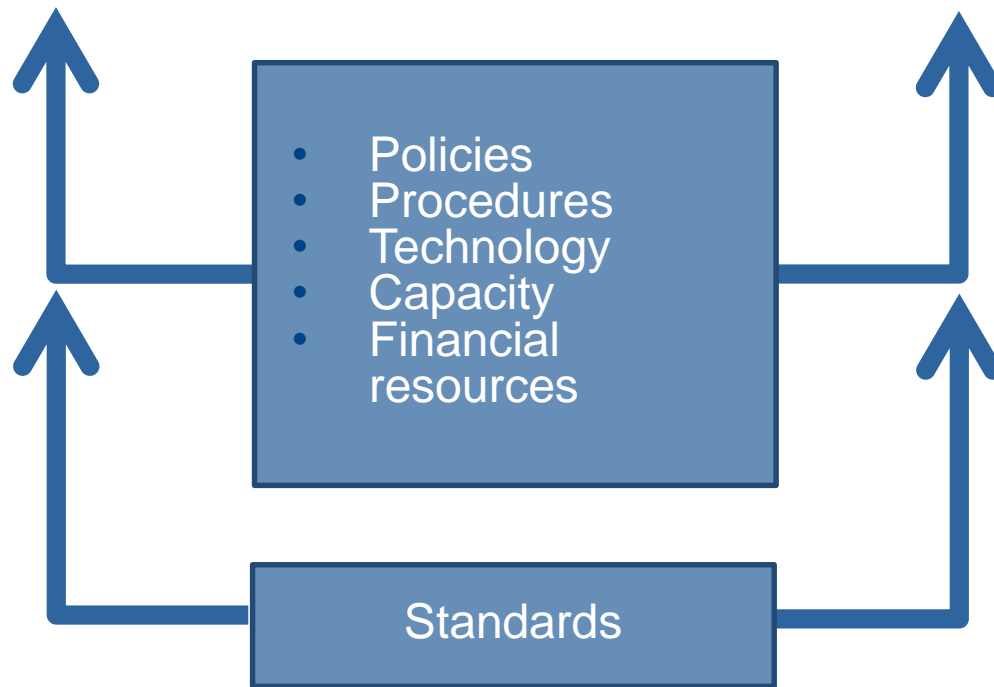 • Policies
• Procedures
• Technology
• Capacity
• Financial
resources
Standards